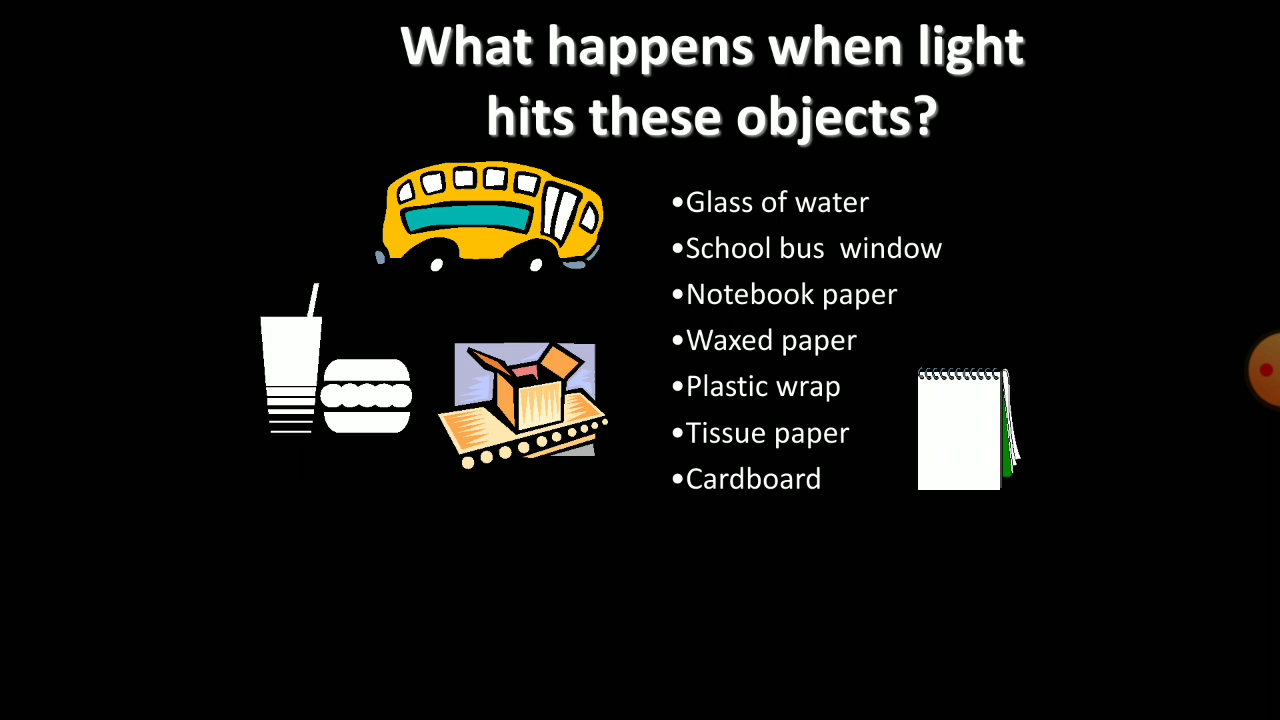 What happens when light
hits these objects?
•Glass of water
•School bus  window
•Notebook paper
•Waxed paper
•Plastic wrap
•Tissue paper
•Cardboard